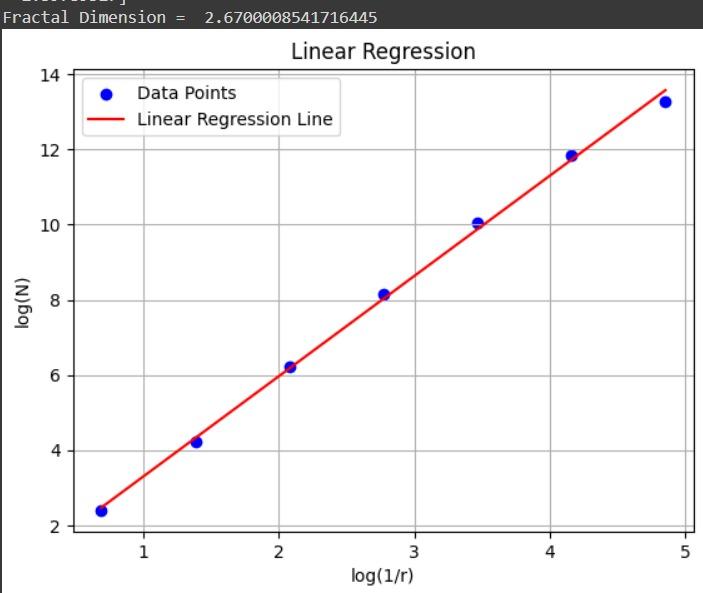 Fractal Dimension =  2.6700008541716445
Linear Regression
Data Points
Linear Regression Line
14
12
10
8
6
4
2
log(N)
1 2 3 4 5
log(1/r)